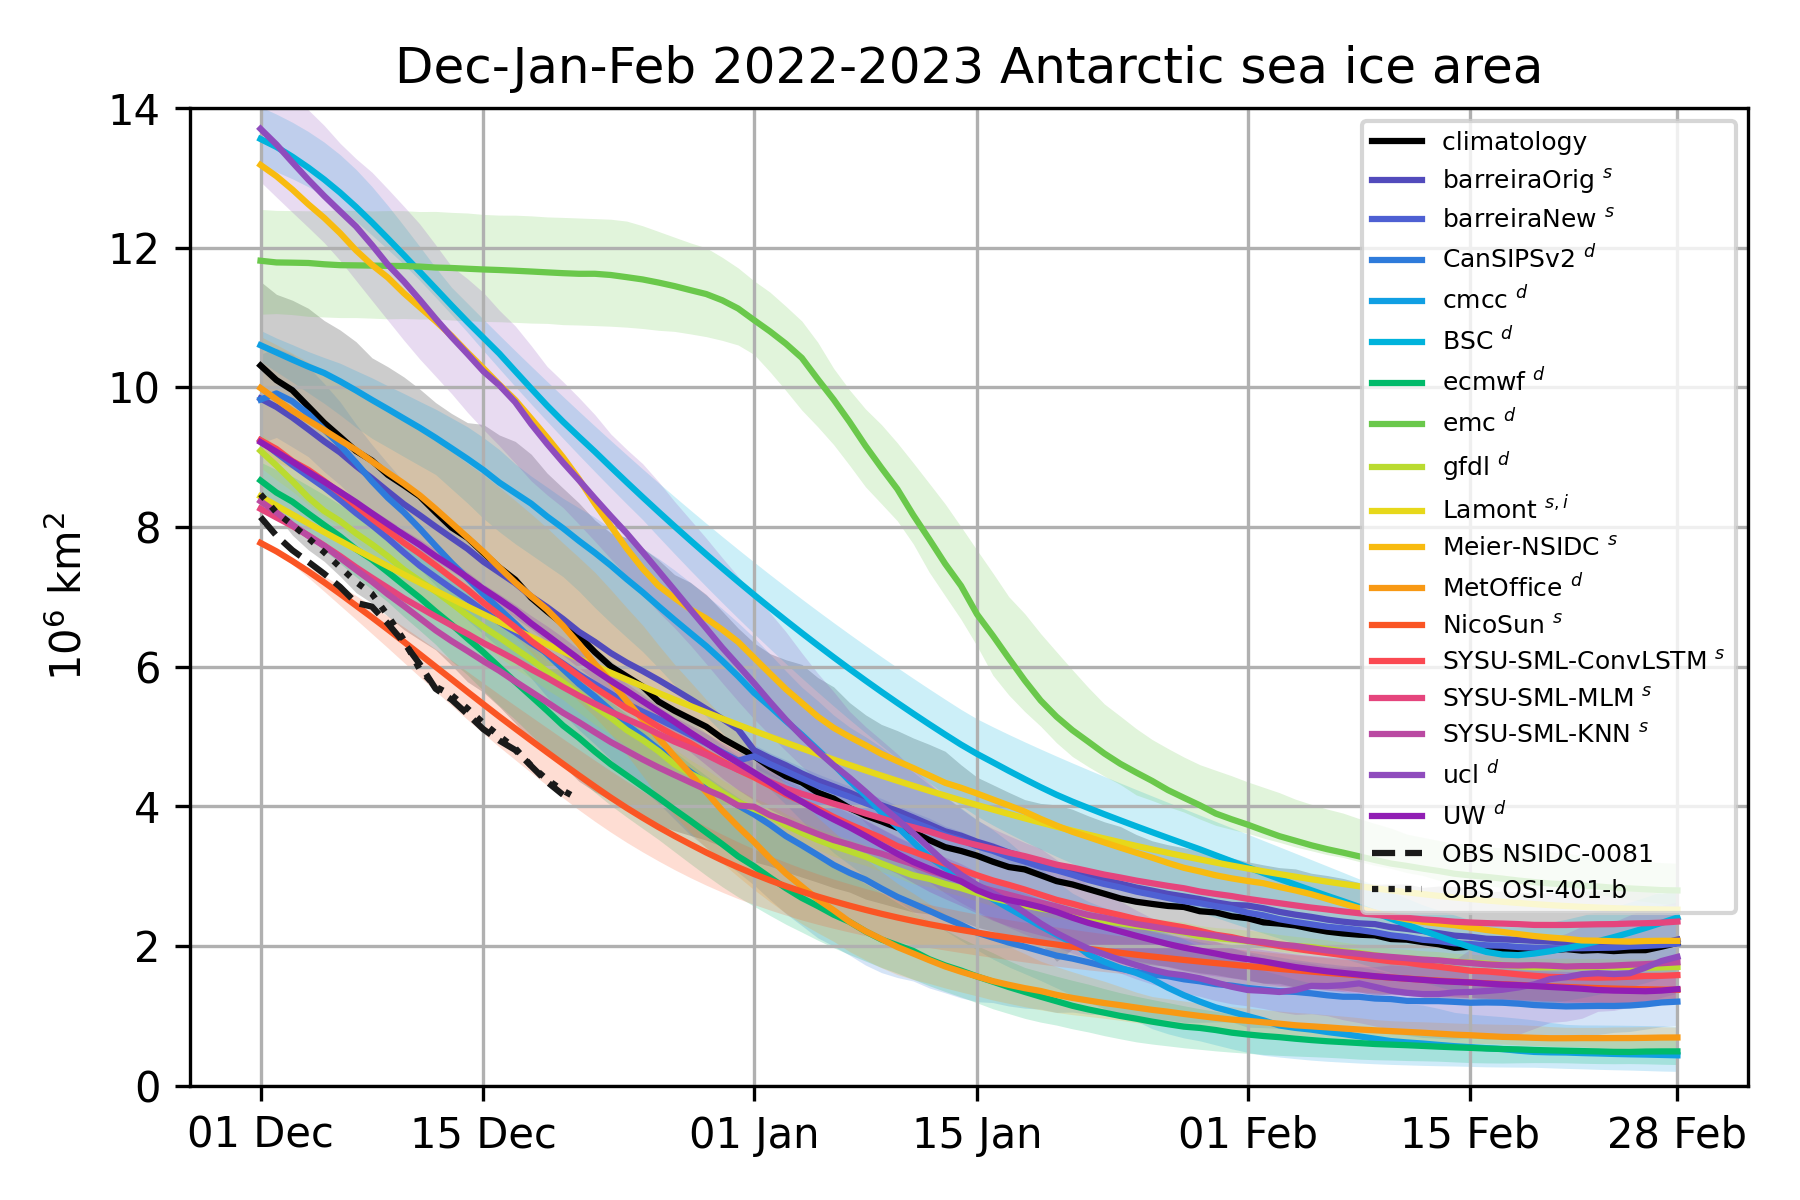 Dec-Jan-Feb 2022-2023 Antarctic sea ice area
10⁶ km²
14
12
10
8
6
4
2
0
01 Dec 15 Dec 01 Jan 15 Jan 01 Feb 15 Feb 28 Feb
climatology
barreiraOrig ˢ
barreiraNew ˢ
CanSIPSv2 ᵈ
cmcc ᵈ
BSC ᵈ
ecmwf ᵈ
emc ᵈ
gfdl ᵈ
Lamont ˢ,ⁱ
Meier-NSIDC ˢ
MetOffice ᵈ
NicoSun ˢ
SYSU-SML-ConvLSTM ˢ
SYSU-SML-MLM ˢ
SYSU-SML-KNN ˢ
ucl ᵈ
UW ᵈ
OBS NSIDC-0081
OBS OSI-401-b